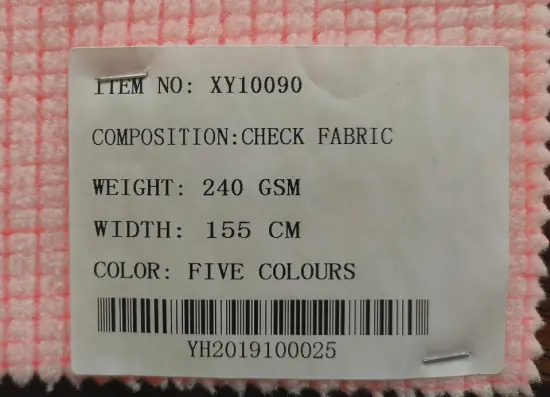 ITEM NO: XY10090
COMPOSITION:CHECK FABRIC
WEIGHT: 240 GSM
WIDTH: 155 CM
COLOR: FIVE COLOURS
YH2019100025